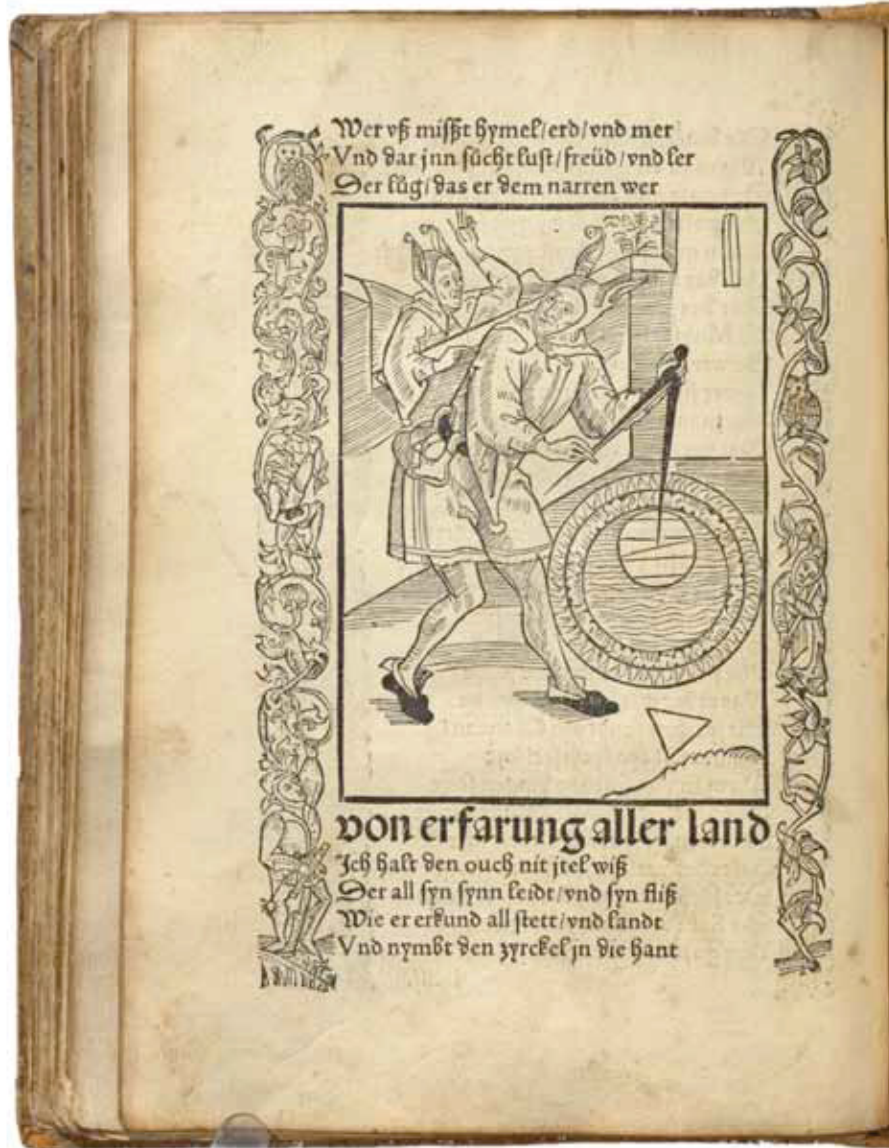 Wer vß mißt hymel/erd/vnd mer
Vnd dar jnn sůcht lust/freüd/vnd ler
Der lůg/das er dem narren wer
von erfarung aller land
Jch halt den ouch nit jtel wiß
Der all syn synn leidt/vnd syn fliß
Wie er erkund all stett/vnd landt
Vnd nymbt den zyrckel jn die hant